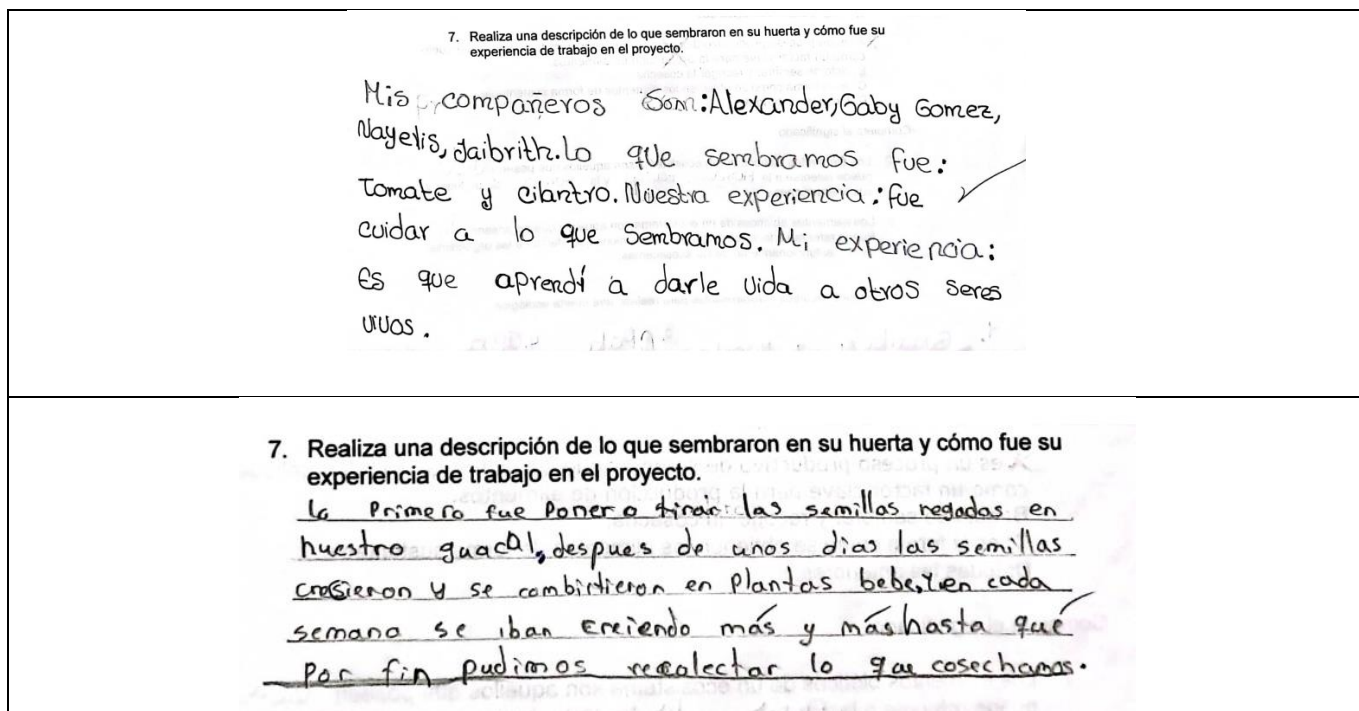 7. Realiza una descripción de lo que sembraron en su huerta y cómo fue su
experiencia de trabajo en el proyecto.
Mis compañeros Son: Alexander, Gaby Gomez,
Nayelis, Jaibrith. Lo que sembramos fue:
Tomate y cilantro. Nuestra experiencia: fue
cuidar a lo que Sembramos. Mi experiencia:
Es que aprendí a darle vida a otros seres
vivos.
7. Realiza una descripción de lo que sembraron en su huerta y cómo fue su
experiencia de trabajo en el proyecto.
lo Primero fue Poner o tirar las semillas regadas en
nuestro guacal, despues de unos dias las semillas
cresieron y se combirtieron en Plantas bebe, Y en cada
semana se iban creiendo más y más hasta qué
Por fin pudimos recalectar lo que cosechamos.